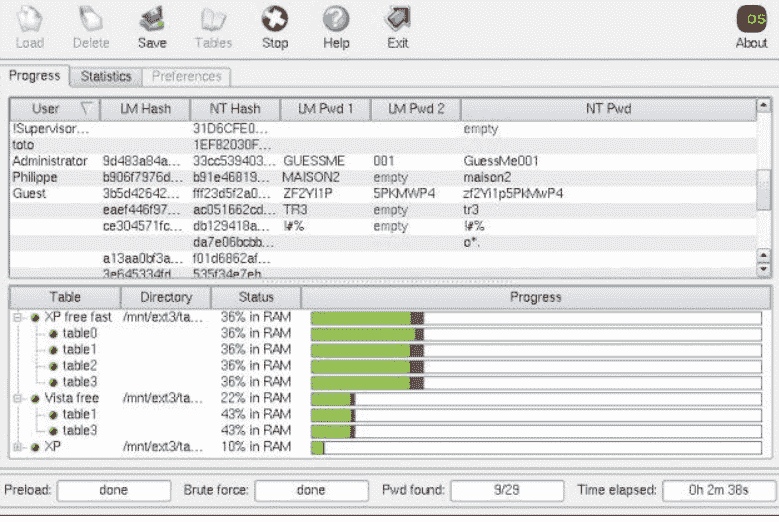 Load Delete Save Tables Stop Help Exit OS About
Progress Statistics Preferences
User LM Hash NT Hash LM Pwd 1 LM Pwd 2 NT Pwd
!Supervisor... 31D6CFE0... empty
toto 1EF82030F...
Administrator 9d483a84a... 33cc539403... GUESSME 001 GuessMe001
Philippe b906f7976d... b91e46819... MAISON2 empty maison2
Guest 3b5d42642... fff23d5f2a0... ZF2YI1P 5PKMWP4 zf2Yi1p5PkMwP4
eaef446f97... ac051662cd... TR3 empty tr3
ce304571fc... db129418a... !#% empty !#%
da7e06bcbb... o*.
a13aa0bf3a... f01d6862af...
3e645334fd 535f34e7eb
Table Directory Status Progress
XP free fast /mnt/ext3/ta... 36% in RAM
table0 36% in RAM
table1 36% in RAM
table2 36% in RAM
table3 36% in RAM
Vista free /mnt/ext3/ta... 22% in RAM
table1 43% in RAM
table3 43% in RAM
XP /mnt/ext3/ta... 10% in RAM
Preload: done Brute force: done Pwd found: 9/29 Time elapsed: 0h 2m 38s